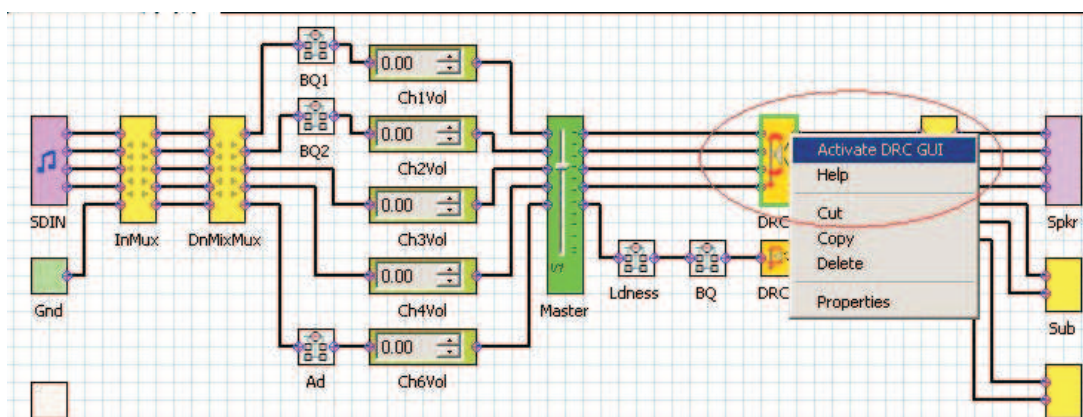 0.00
BQ1
Ch1Vol
0.00
BQ2
Ch2Vol
Activate DRC GUI
Help
SDIN
InMux
DnMixMux
0.00
Ch3Vol
DRC
Cut
Spkr
Copy
Delete
Gnd
0.00
Ch4Vol
Master
Ldness
BQ
DRC
Properties
Sub
0.00
Ad
Ch6Vol